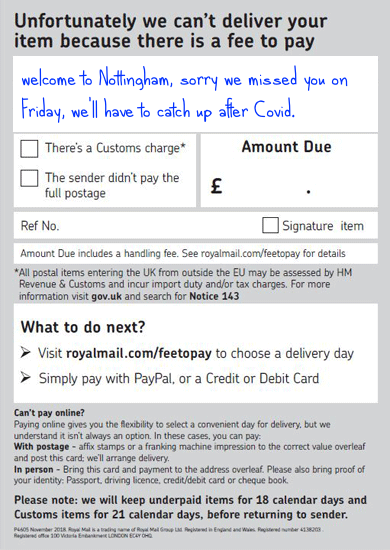 Unfortunately we can't deliver your
item because there is a fee to pay
welcome to Nottingham, sorry we missed you on
Friday, we'll have to catch up after Covid.
There's a Customs charge*
The sender didn't pay the
full postage
Amount Due
£ .
Ref No.
Signature item
Amount Due includes a handling fee. See royalmail.com/feetopay for details
*All postal items entering the UK from outside the EU may be assessed by HM
Revenue & Customs and incur import duty and/or tax charges. For more
information visit gov.uk and search for Notice 143
What to do next?
➢ Visit royalmail.com/feetopay to choose a delivery day
➢ Simply pay with PayPal, or a Credit or Debit Card
Can't pay online?
Paying online gives you the flexibility to select a convenient day for delivery, but we
understand it isn't always an option. In these cases, you can pay:
With postage - affix stamps or a franking machine impression to the correct value overleaf
and post this card; we'll arrange delivery.
In person - Bring this card and payment to the address overleaf. Please also bring proof of
your identity: Passport, driving licence, credit/debit card or cheque book.
Please note: we will keep underpaid items for 18 calendar days and
Customs items for 21 calendar days, before returning to sender.
P4605 November 2018. Royal Mail is a trading name of Royal Mail Group Ltd. Registered in England and Wales. Registered number 4138203.
Registered office 100 Victoria Embankment LONDON EC4Y 0HQ.